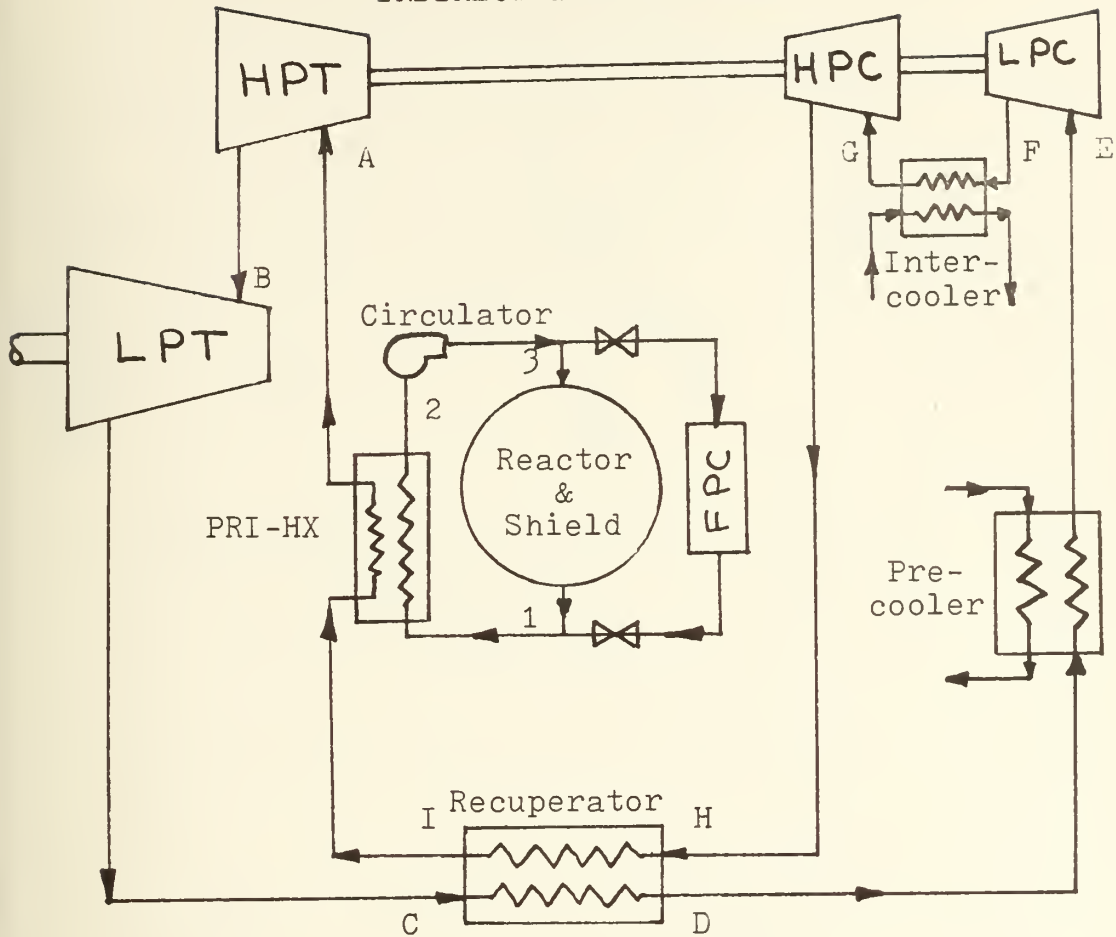 HPT
HPC
LPC
A
G
F
E
B
Inter-
cooler
LPT
Circulator
3
2
Reactor
&
Shield
FPC
PRI-HX
Pre-
cooler
1
Recuperator
I
H
C
D